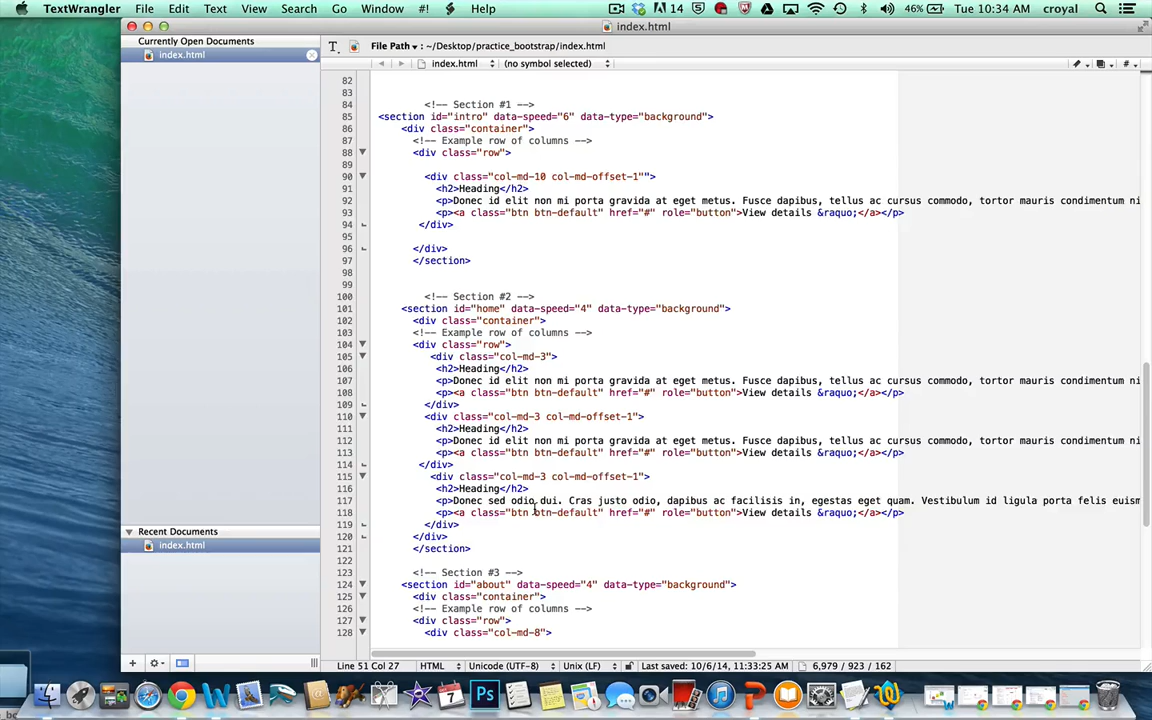 TextWrangler File Edit Text View Search Go Window #! Help 14 46% Tue 10:34 AM croyal
index.html
Currently Open Documents
index.html
File Path ▾ : ~/Desktop/practice_bootstrap/index.html
index.html (no symbol selected) #
82
83
84 <!-- Section #1 -->
85 <section id="intro" data-speed="6" data-type="background">
86 <div class="container">
87 <!-- Example row of columns -->
88 <div class="row">
89
90 <div class="col-md-10 col-md-offset-1"">
91 <h2>Heading</h2>
92 <p>Donec id elit non mi porta gravida at eget metus. Fusce dapibus, tellus ac cursus commodo, tortor mauris condimentum ni
93 <p><a class="btn btn-default" href="#" role="button">View details &raquo;</a></p>
94 </div>
95
96 </div>
97 </section>
98
99
100 <!-- Section #2 -->
101 <section id="home" data-speed="4" data-type="background">
102 <div class="container">
103 <!-- Example row of columns -->
104 <div class="row">
105 <div class="col-md-3">
106 <h2>Heading</h2>
107 <p>Donec id elit non mi porta gravida at eget metus. Fusce dapibus, tellus ac cursus commodo, tortor mauris condimentum ni
108 <p><a class="btn btn-default" href="#" role="button">View details &raquo;</a></p>
109 </div>
110 <div class="col-md-3 col-md-offset-1">
111 <h2>Heading</h2>
112 <p>Donec id elit non mi porta gravida at eget metus. Fusce dapibus, tellus ac cursus commodo, tortor mauris condimentum ni
113 <p><a class="btn btn-default" href="#" role="button">View details &raquo;</a></p>
114 </div>
115 <div class="col-md-3 col-md-offset-1">
116 <h2>Heading</h2>
117 <p>Donec sed odio dui. Cras justo odio, dapibus ac facilisis in, egestas eget quam. Vestibulum id ligula porta felis euism
118 <p><a class="btn btn-default" href="#" role="button">View details &raquo;</a></p>
119 </div>
120 </div>
121 </section>
122
123 <!-- Section #3 -->
124 <section id="about" data-speed="4" data-type="background">
125 <div class="container">
126 <!-- Example row of columns -->
127 <div class="row">
128 <div class="col-md-8">
Recent Documents
index.html
Line 51 Col 27 HTML Unicode (UTF-8) Unix (LF) Last saved: 10/6/14, 11:33:25 AM 6,979 / 923 / 162